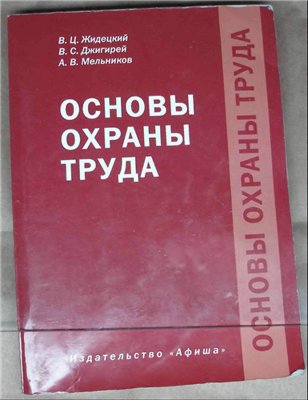 В. Ц. Жидецкий
В. С. Джигирей
А. В. Мельников
ОСНОВЫ
ОХРАНЫ
ТРУДА
ОСНОВЫ ОХРАНЫ ТРУДА
Издательство «Афиша»